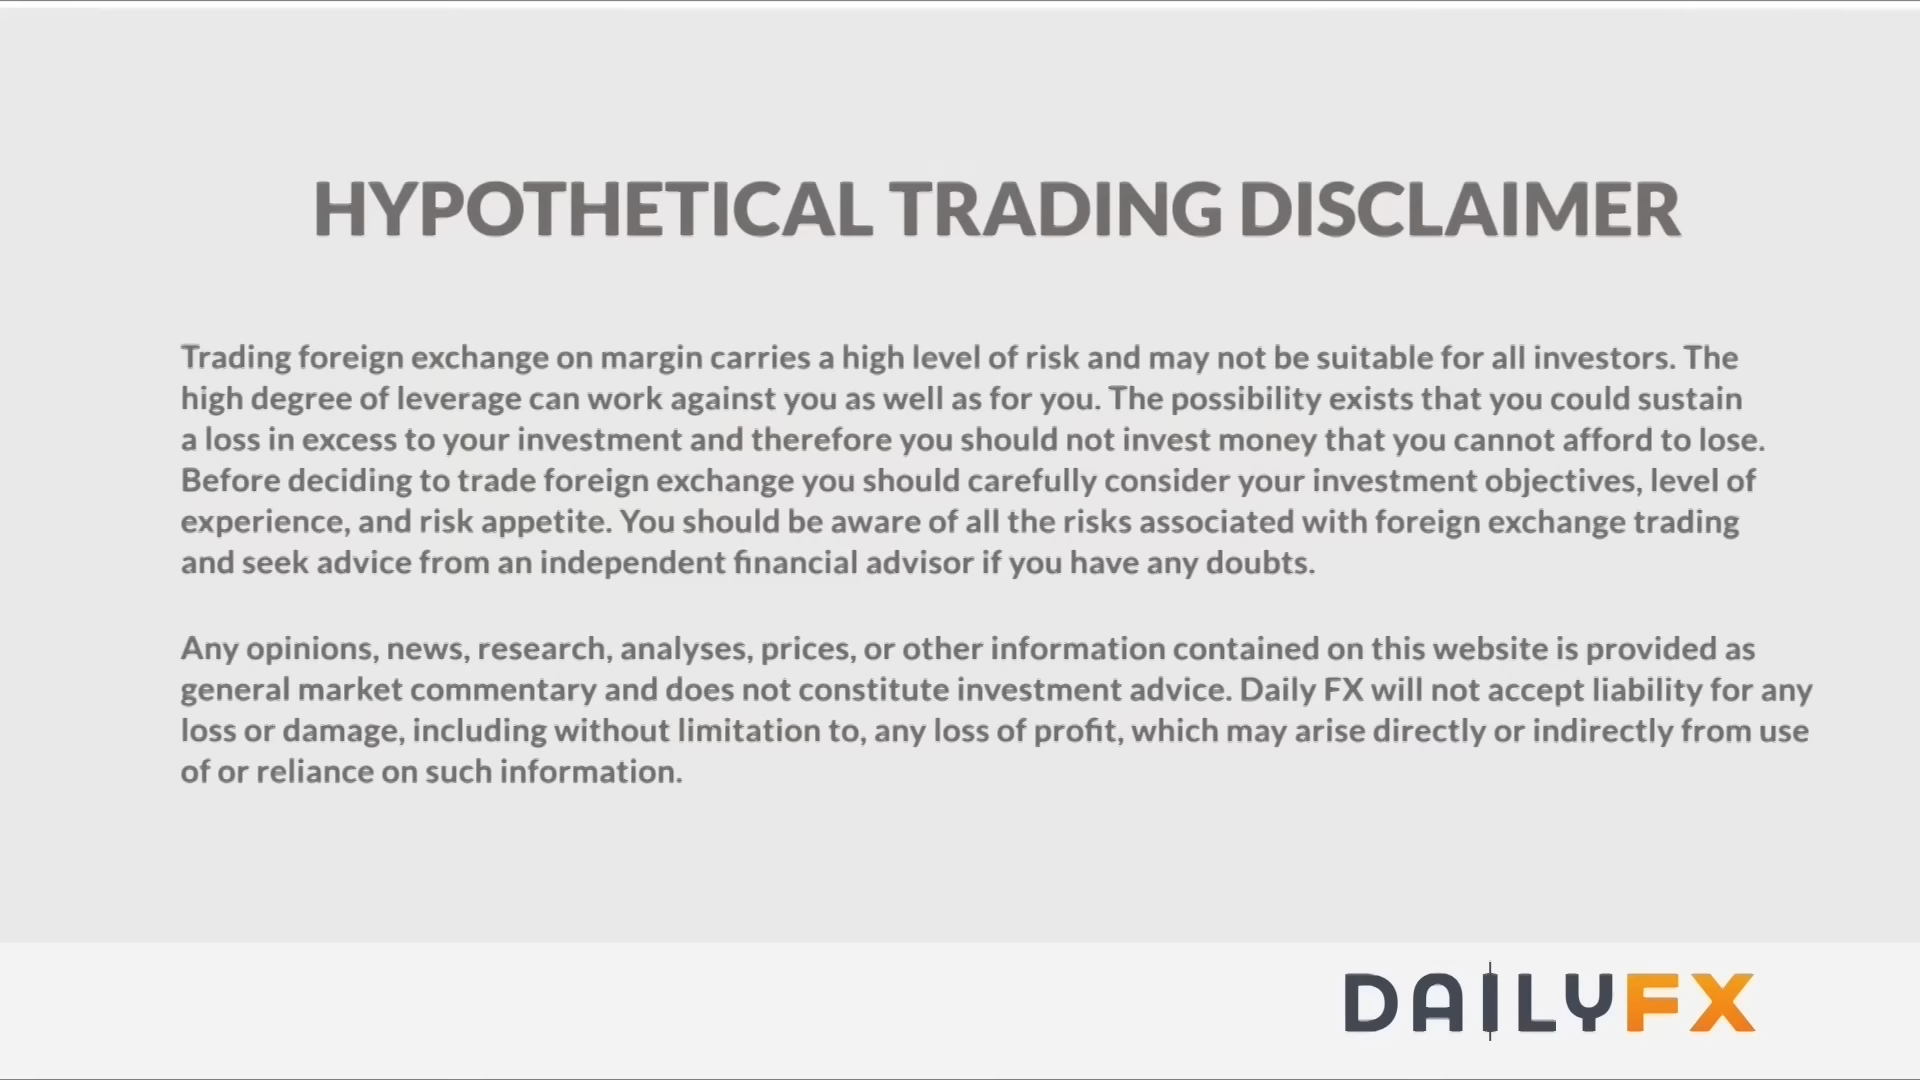 HYPOTHETICAL TRADING DISCLAIMER
Trading foreign exchange on margin carries a high level of risk and may not be suitable for all investors. The
high degree of leverage can work against you as well as for you. The possibility exists that you could sustain
a loss in excess to your investment and therefore you should not invest money that you cannot afford to lose.
Before deciding to trade foreign exchange you should carefully consider your investment objectives, level of
experience, and risk appetite. You should be aware of all the risks associated with foreign exchange trading
and seek advice from an independent financial advisor if you have any doubts.
Any opinions, news, research, analyses, prices, or other information contained on this website is provided as
general market commentary and does not constitute investment advice. Daily FX will not accept liability for any
loss or damage, including without limitation to, any loss of profit, which may arise directly or indirectly from use
of or reliance on such information.
DAILYFX